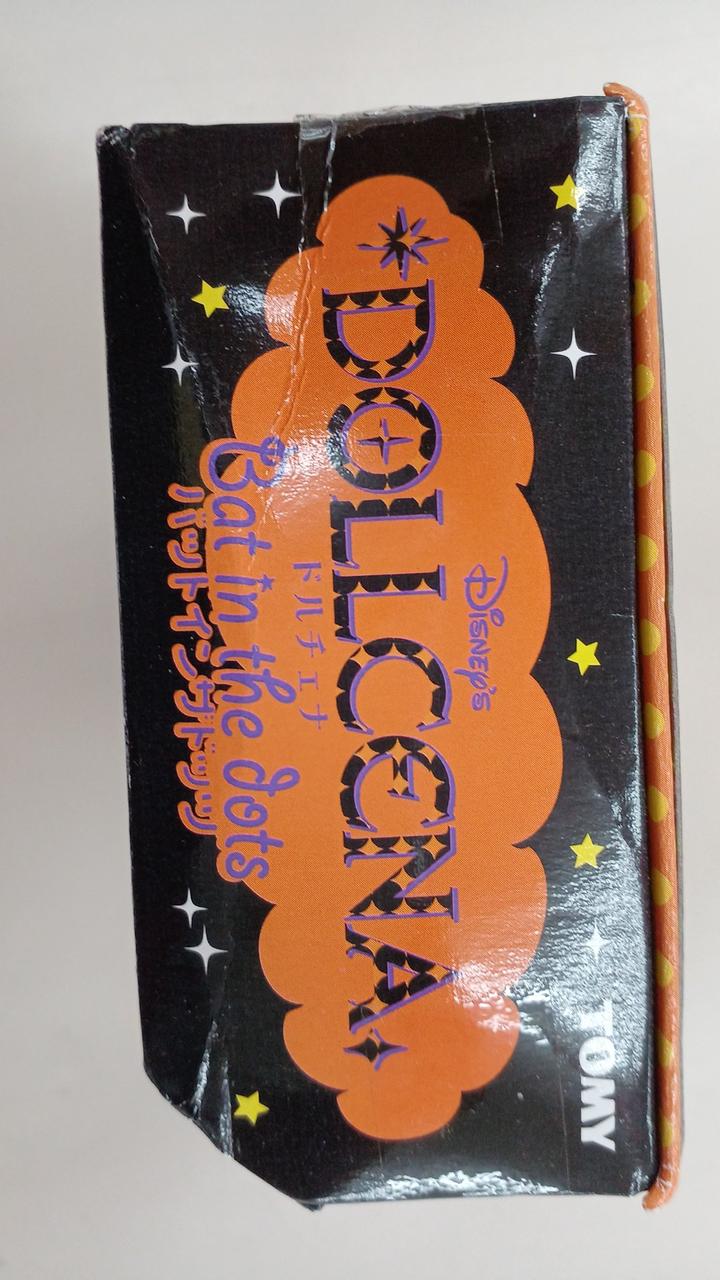 TOMY
Disney's
DOLLCENA
ドルチェナ
Bat in the dots
バットインザドッツ